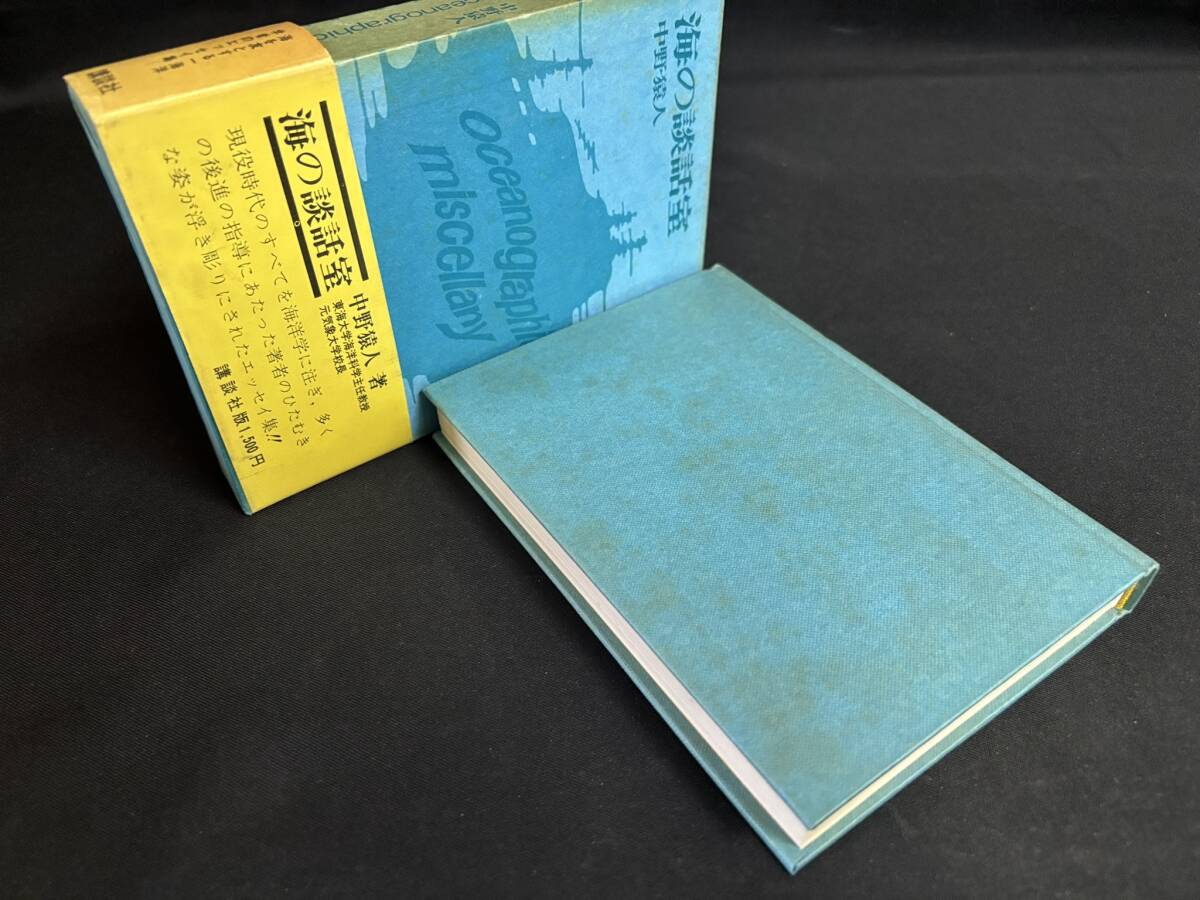 海の談話室
中野猿人
oceanographic
miscellany
oceanographic
中野猿人
海の談話室
中野猿人 著
東海大学海洋科学主任教授
元気象大学校長
現役時代のすべてを海洋学に注ぎ，多く
の後進の指導にあたった著者のひたむき
な姿が浮き彫りにされたエッセイ集!!
講談社版1,500円
講談社